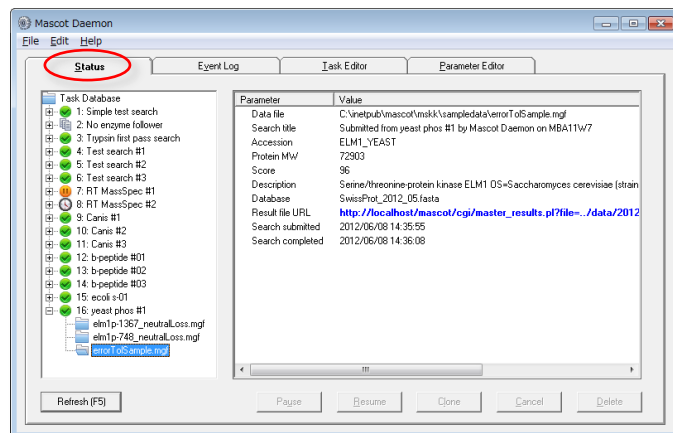 Mascot Daemon
File Edit Help
Status Event Log Task Editor Parameter Editor
Task Database
1: Simple test search
2: No enzyme follower
3: Trypsin first pass search
4: Test search #1
5: Test search #2
6: Test search #3
7: RT MassSpec #1
8: RT MassSpec #2
9: Canis #1
10: Canis #2
11: Canis #3
12: b-peptide #01
13: b-peptide #02
14: b-peptide #03
15: ecoli s-01
16: yeast phos #1
elm1p-1367_neutralLoss.mgf
elm1p-748_neutralLoss.mgf
errorTolSample.mgf
Parameter Value
Data file C:\inetpub\mascot\mskk\sampledata\errorTolSample.mgf
Search title Submitted from yeast phos #1 by Mascot Daemon on MBA11W7
Accession ELM1_YEAST
Protein MW 72903
Score 96
Description Serine/threonine-protein kinase ELM1 OS=Saccharomyces cerevisiae (strain
Database SwissProt_2012_05.fasta
Result file URL http://localhost/mascot/cgi/master_results.pl?file=../data/2012
Search submitted 2012/06/08 14:35:55
Search completed 2012/06/08 14:36:08
Refresh (F5) Pause Resume Clone Cancel Delete